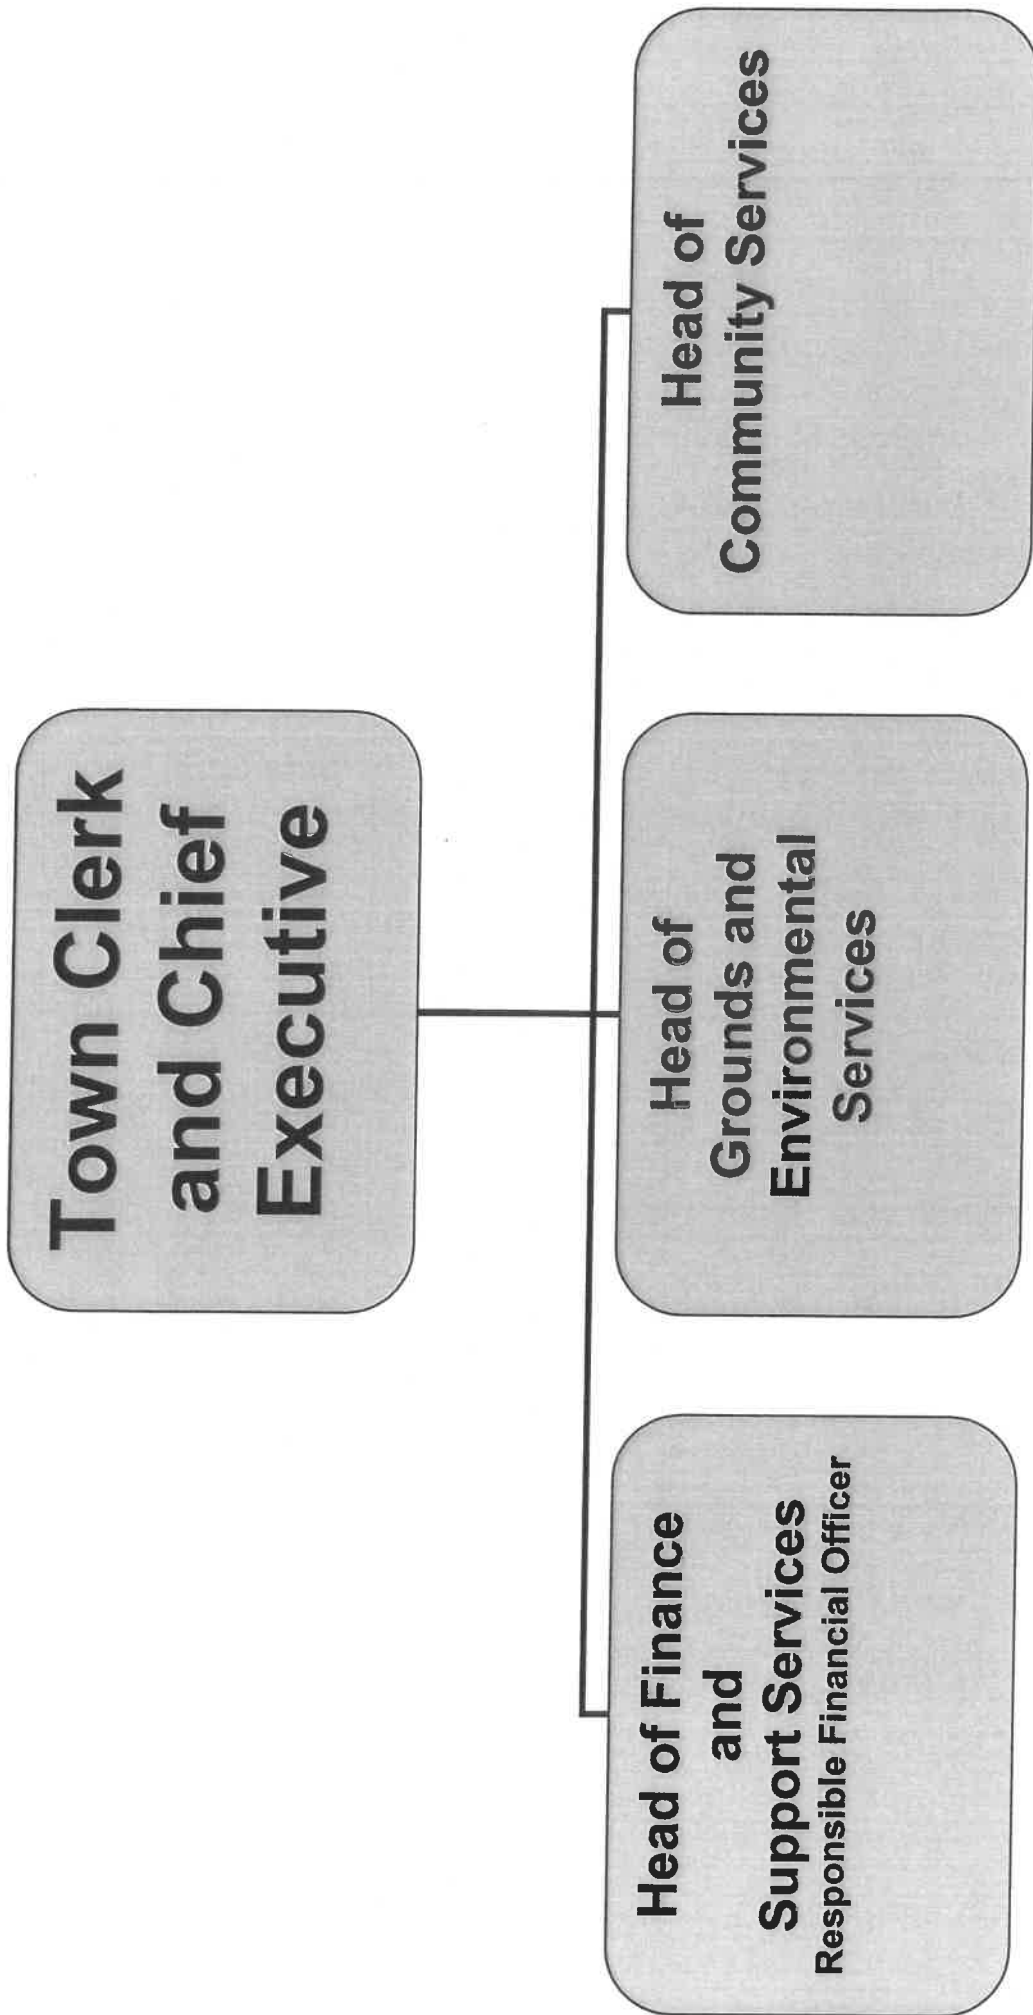 Town Clerk
and Chief
Executive
Head of Finance
and
Support Services
Responsible Financial Officer
Head of
Grounds and
Environmental
Services
Head of
Community Services